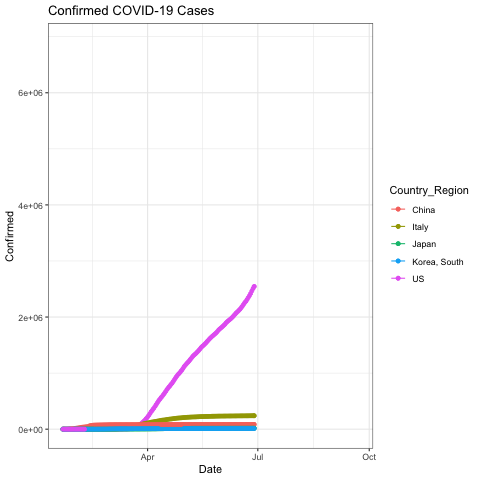 Confirmed COVID-19 Cases
6e+06
4e+06
2e+06
0e+00
Confirmed
Apr
Jul
Oct
Date
Country_Region
China
Italy
Japan
Korea, South
US